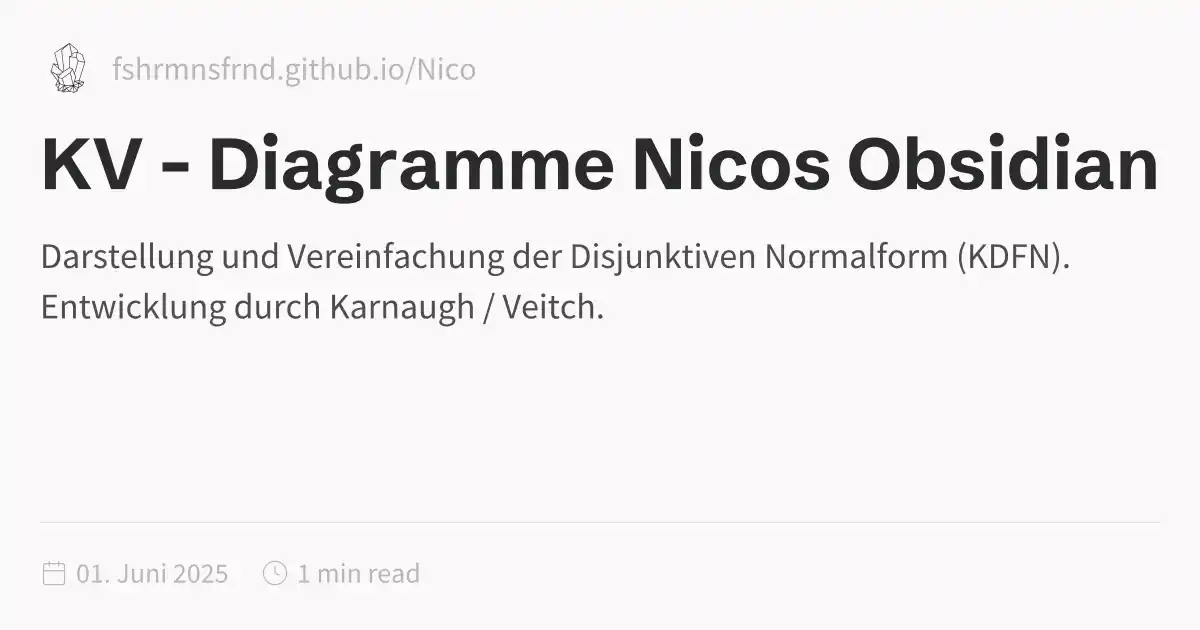 fshrmnsfrnd.github.io/Nico
KV - Diagramme Nicos Obsidian
Darstellung und Vereinfachung der Disjunktiven Normalform (KDFN).
Entwicklung durch Karnaugh / Veitch.
01. Juni 2025 1 min read